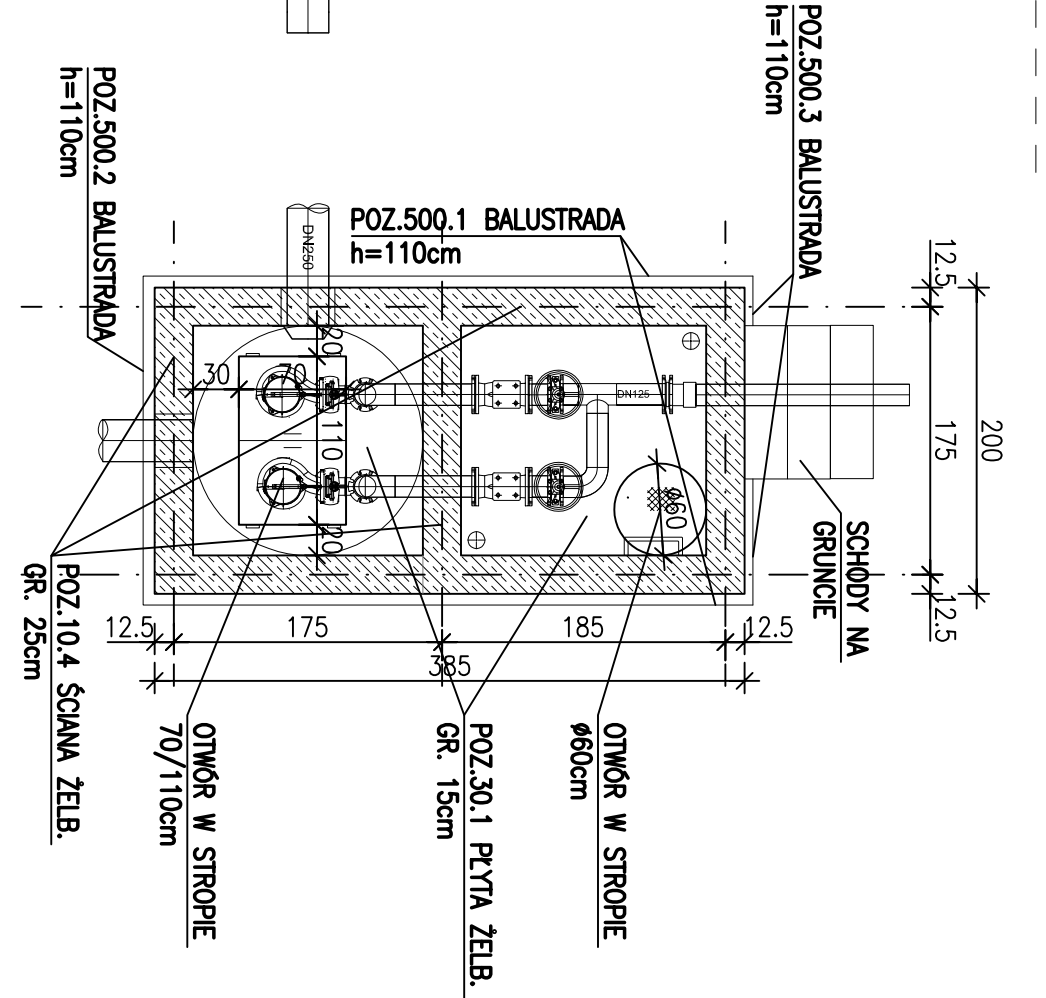 POZ.500.3 BALUSTRADA
h=110cm
POZ.500.2 BALUSTRADA
h=110cm
POZ.500.1 BALUSTRADA
h=110cm
DN250
DN125
12.5
175
12.5
200
20
30
70
110
20
ø60
SCHODY NA
GRUNCIE
12.5
175
185
12.5
385
POZ.10.4 ŚCIANA ŻELB.
GR. 25cm
OTWÓR W STROPIE
70/110cm
POZ.30.1 PŁYTA ŻELB.
GR. 15cm
OTWÓR W STROPIE
ø60cm